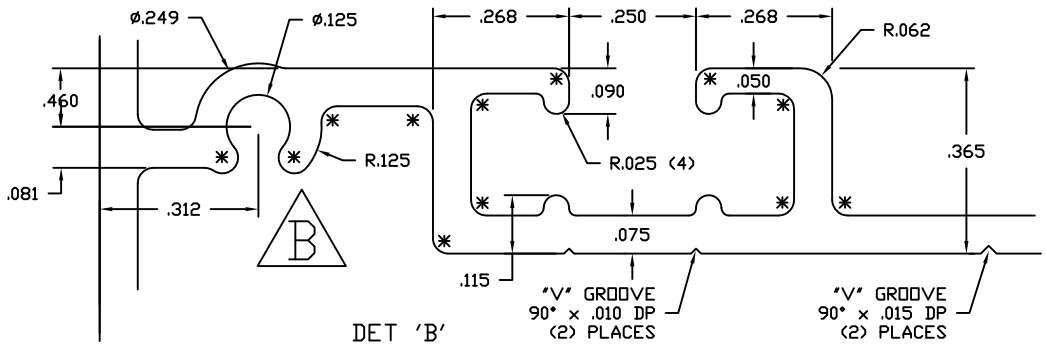 .268 .250 .268
ø.249 ø.125 R.062
.460 .090 .050
.365
R.125 R.025 (4)
.081
.312
B
.075
.115
"V" GROOVE
90° x .010 DP
(2) PLACES
"V" GROOVE
90° x .015 DP
(2) PLACES
DET 'B'